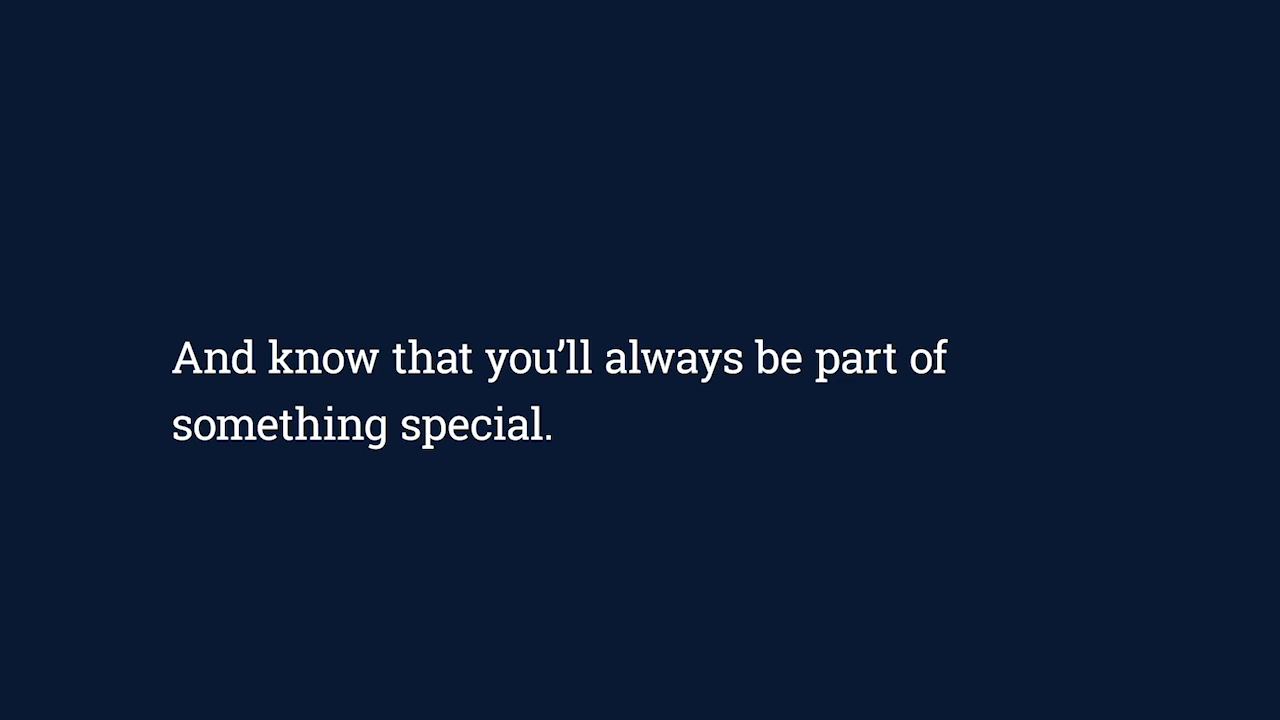 And know that you’ll always be part of
something special.